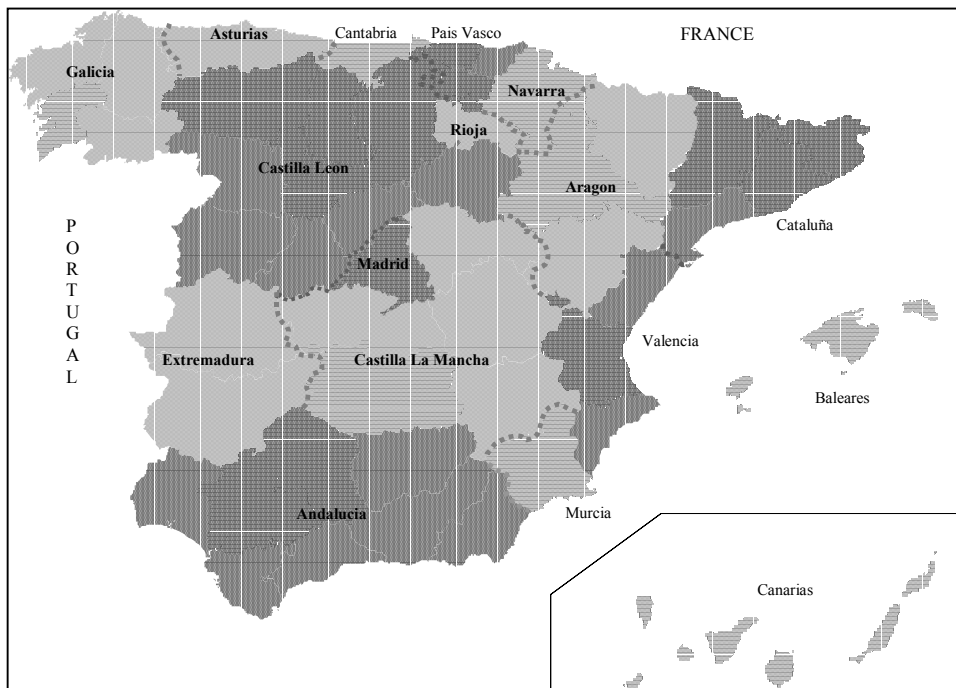 Asturias
Cantabria
Pais Vasco
FRANCE
Galicia
Navarra
Rioja
Castilla Leon
Aragon
Cataluña
PORTUGAL
Madrid
Valencia
Extremadura
Castilla La Mancha
Baleares
Andalucia
Murcia
Canarias